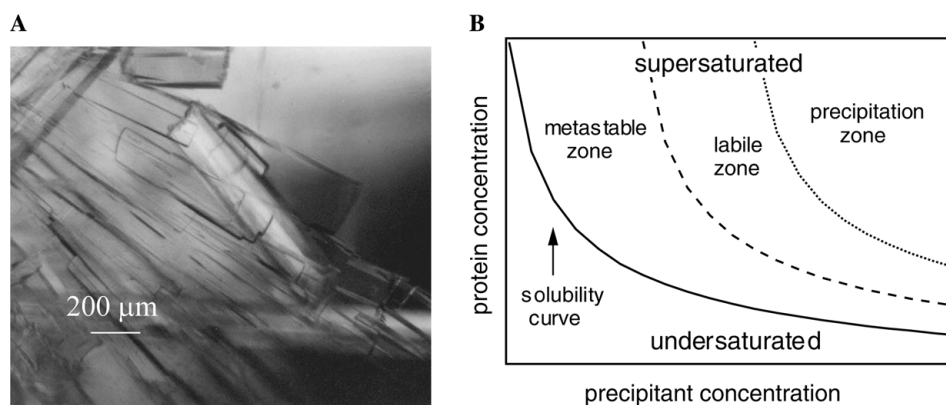 A
200 μm
B
supersaturated
metastable
zone
labile
zone
precipitation
zone
solubility
curve
undersaturated
protein concentration
precipitant concentration